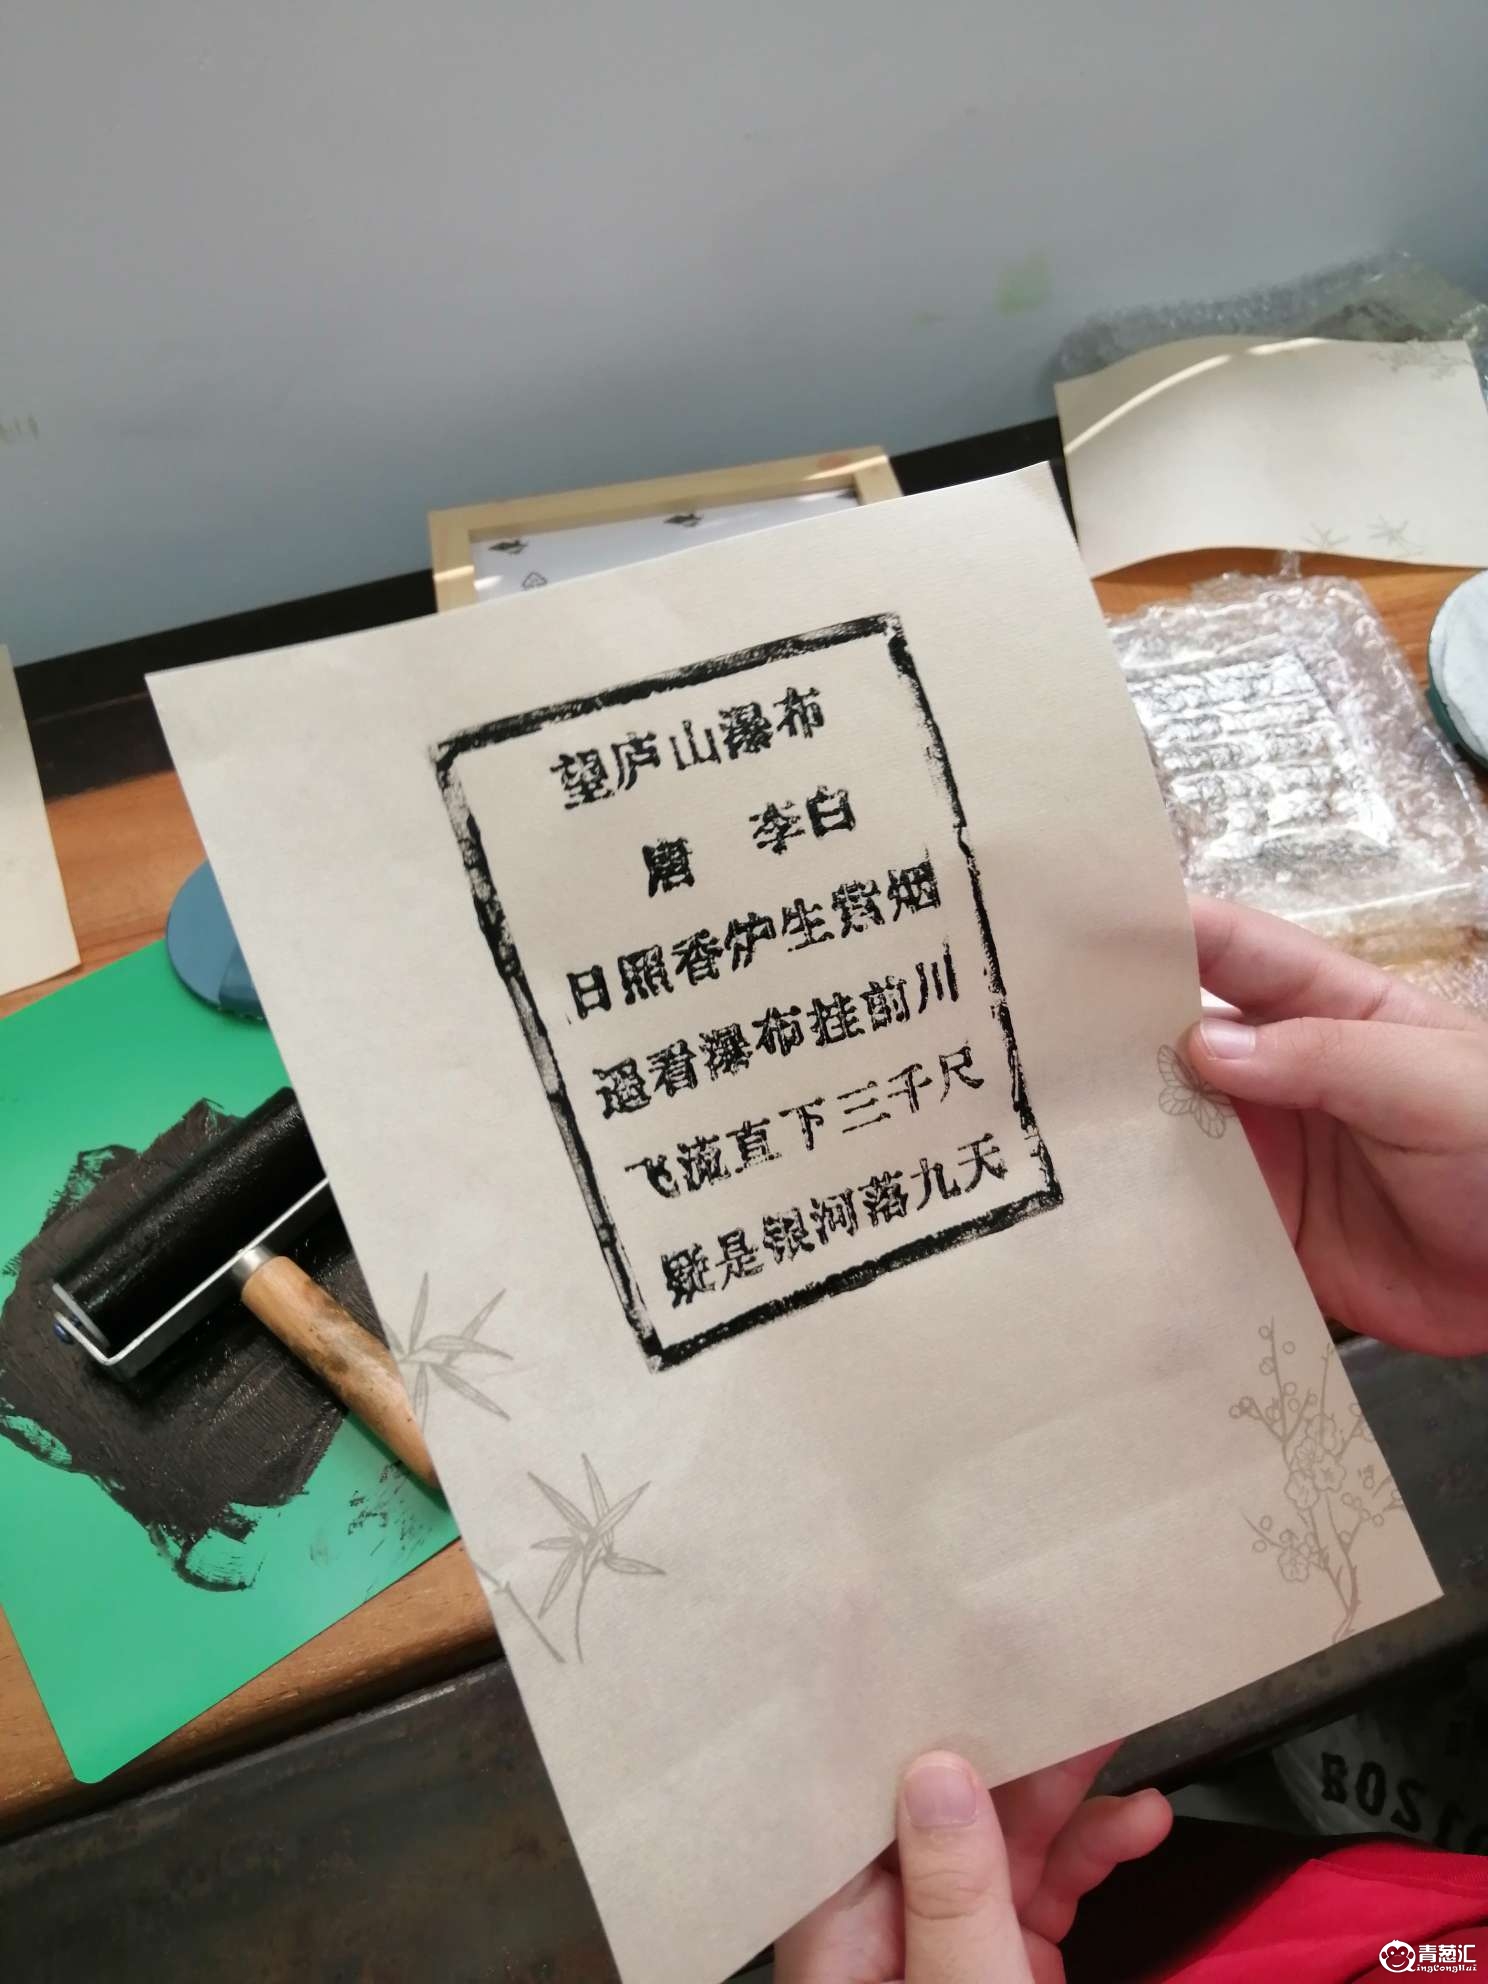 望庐山瀑布
唐 李白
日照香炉生紫烟
遥看瀑布挂前川
飞流直下三千尺
疑是银河落九天
青葱汇
QingCongHui